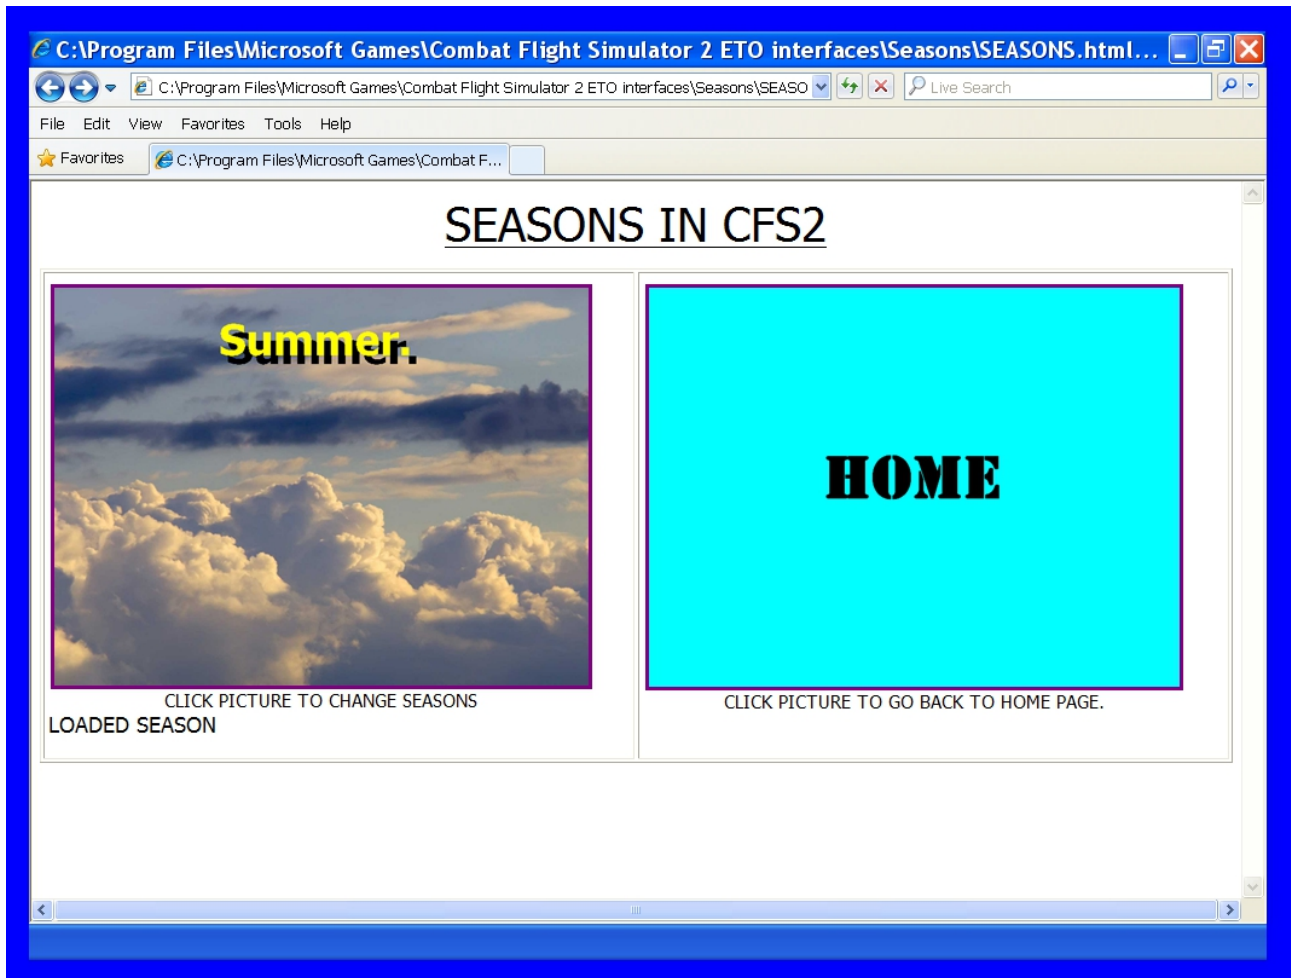 C:\Program Files\Microsoft Games\Combat Flight Simulator 2 ETO interfaces\Seasons\SEASONS.html...
C:\Program Files\Microsoft Games\Combat Flight Simulator 2 ETO interfaces\Seasons\SEASO
Live Search
File Edit View Favorites Tools Help
Favorites
C:\Program Files\Microsoft Games\Combat F...
SEASONS IN CFS2
Summer.
HOME
CLICK PICTURE TO CHANGE SEASONS
LOADED SEASON
CLICK PICTURE TO GO BACK TO HOME PAGE.